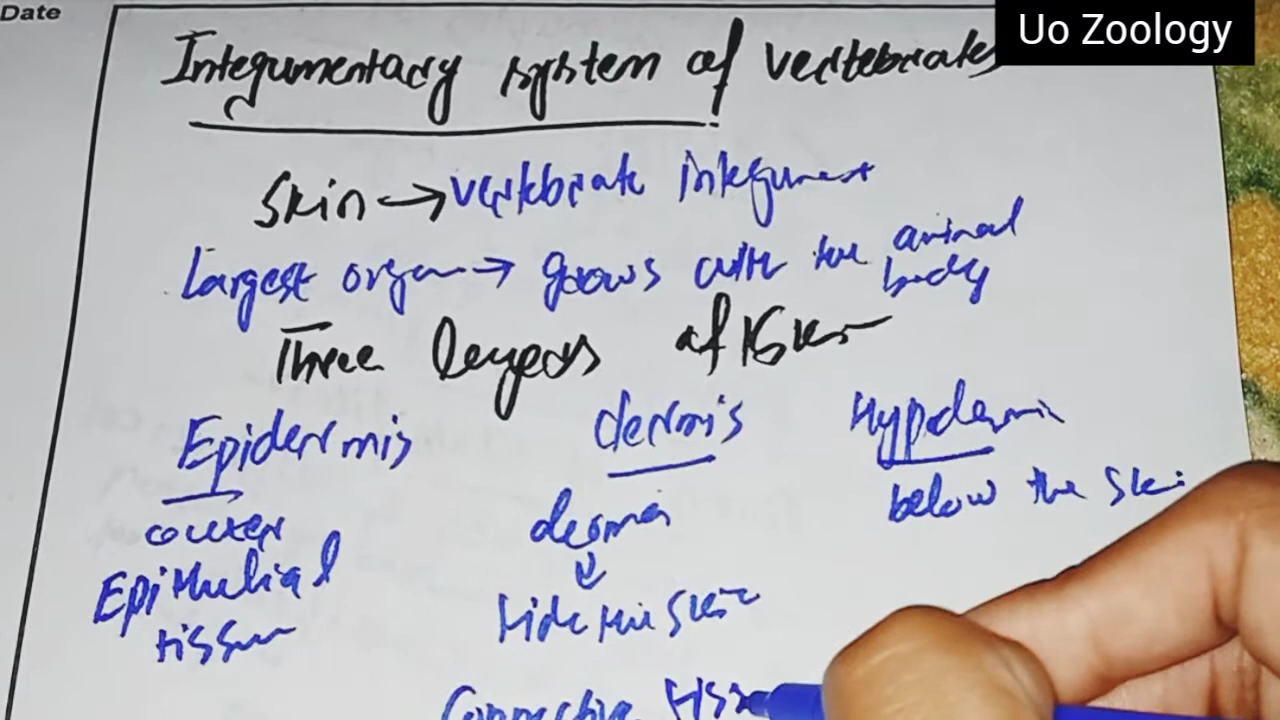 Date
Uo Zoology
Integumentary system of vertebrates
Skin → vertebrate integument
Largest organ → grows with the animal body
Three layers of Skin
Epidermis dermis Hypodermis
outer below the Skin
Epithelial derma
tissue ↓
hide the Skin
Connective tiss